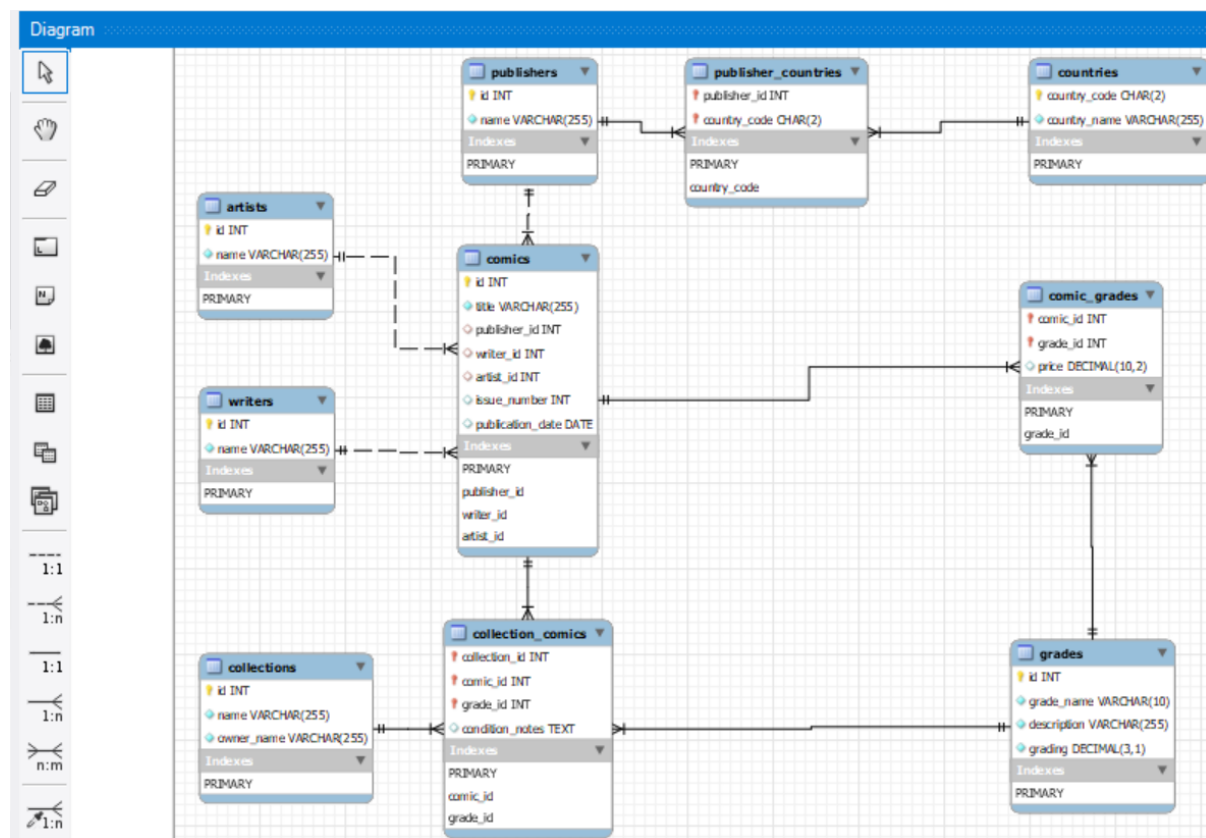 Diagram
publishers
id INT
name VARCHAR(255)
Indexes
PRIMARY
publisher_countries
publisher_id INT
country_code CHAR(2)
Indexes
PRIMARY
country_code
countries
country_code CHAR(2)
country_name VARCHAR(255)
Indexes
PRIMARY
artists
id INT
name VARCHAR(255)
Indexes
PRIMARY
comics
id INT
title VARCHAR(255)
publisher_id INT
writer_id INT
artist_id INT
issue_number INT
publication_date DATE
Indexes
PRIMARY
publisher_id
writer_id
artist_id
comic_grades
comic_id INT
grade_id INT
price DECIMAL(10,2)
Indexes
PRIMARY
grade_id
writers
id INT
name VARCHAR(255)
Indexes
PRIMARY
collections
id INT
name VARCHAR(255)
owner_name VARCHAR(255)
Indexes
PRIMARY
collection_comics
collection_id INT
comic_id INT
grade_id INT
condition_notes TEXT
Indexes
PRIMARY
comic_id
grade_id
grades
id INT
grade_name VARCHAR(10)
description VARCHAR(255)
grading DECIMAL(3,1)
Indexes
PRIMARY
1:1
1:n
1:1
1:n
n:m
1:n